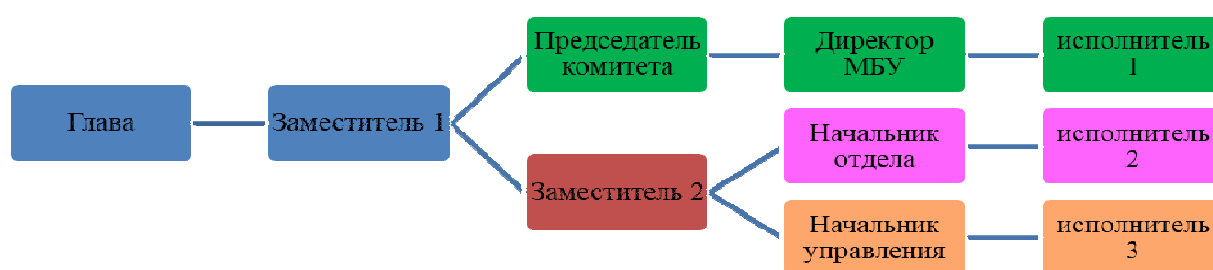 Глава
Заместитель 1
Председатель
комитета
Директор
МБУ
исполнитель
1
Заместитель 2
Начальник
отдела
исполнитель
2
Начальник
управления
исполнитель
3